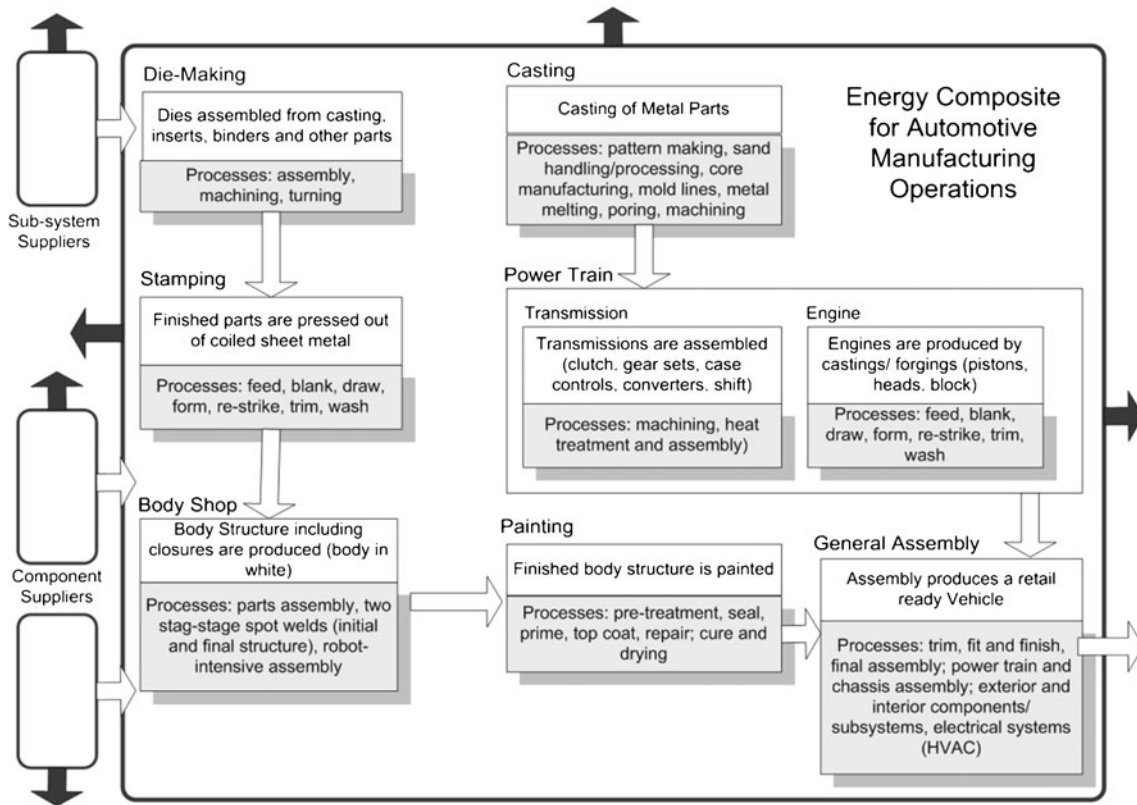 Sub-system
Suppliers
Component
Suppliers
Energy Composite
for Automotive
Manufacturing
Operations
Die-Making
Dies assembled from casting,
inserts, binders and other parts
Processes: assembly,
machining, turning
Stamping
Finished parts are pressed out
of coiled sheet metal
Processes: feed, blank, draw,
form, re-strike, trim, wash
Body Shop
Body Structure including
closures are produced (body in
white)
Processes: parts assembly, two
stag-stage spot welds (initial
and final structure), robot-
intensive assembly
Casting
Casting of Metal Parts
Processes: pattern making, sand
handling/processing, core
manufacturing, mold lines, metal
melting, poring, machining
Power Train
Transmission
Transmissions are assembled
(clutch, gear sets, case
controls, converters, shift)
Processes: machining, heat
treatment and assembly)
Engine
Engines are produced by
castings/ forgings (pistons,
heads, block)
Processes: feed, blank,
draw, form, re-strike, trim,
wash
Painting
Finished body structure is painted
Processes: pre-treatment, seal,
prime, top coat, repair; cure and
drying
General Assembly
Assembly produces a retail
ready Vehicle
Processes: trim, fit and finish,
final assembly; power train and
chassis assembly; exterior and
interior components/
subsystems, electrical systems
(HVAC)